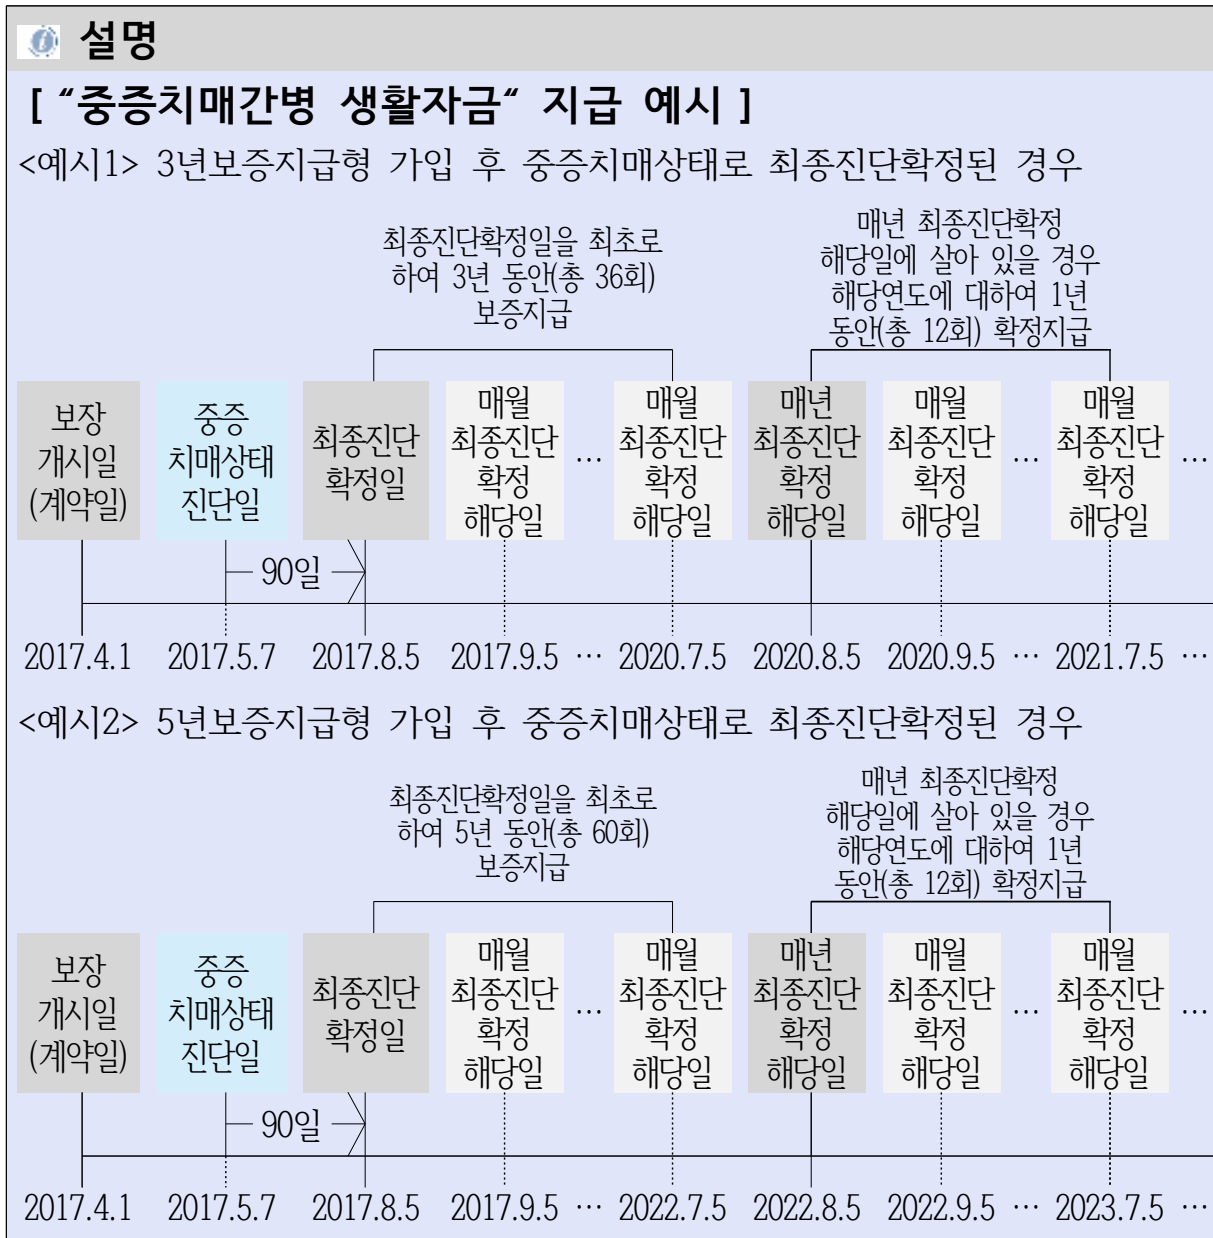 설명
[ “중증치매간병 생활자금“ 지급 예시 ]
<예시1> 3년보증지급형 가입 후 중증치매상태로 최종진단확정된 경우
최종진단확정일을 최초로
하여 3년 동안(총 36회)
보증지급
매년 최종진단확정
해당일에 살아 있을 경우
해당연도에 대하여 1년
동안(총 12회) 확정지급
보장
개시일
(계약일)
중증
치매상태
진단일
최종진단
확정일
매월
최종진단
확정
해당일
…
매월
최종진단
확정
해당일
매년
최종진단
확정
해당일
매월
최종진단
확정
해당일
…
매월
최종진단
확정
해당일
…
90일
2017.4.1 2017.5.7 2017.8.5 2017.9.5 … 2020.7.5 2020.8.5 2020.9.5 … 2021.7.5 …
<예시2> 5년보증지급형 가입 후 중증치매상태로 최종진단확정된 경우
최종진단확정일을 최초로
하여 5년 동안(총 60회)
보증지급
매년 최종진단확정
해당일에 살아 있을 경우
해당연도에 대하여 1년
동안(총 12회) 확정지급
보장
개시일
(계약일)
중증
치매상태
진단일
최종진단
확정일
매월
최종진단
확정
해당일
…
매월
최종진단
확정
해당일
매년
최종진단
확정
해당일
매월
최종진단
확정
해당일
…
매월
최종진단
확정
해당일
…
90일
2017.4.1 2017.5.7 2017.8.5 2017.9.5 … 2022.7.5 2022.8.5 2022.9.5 … 2023.7.5 …